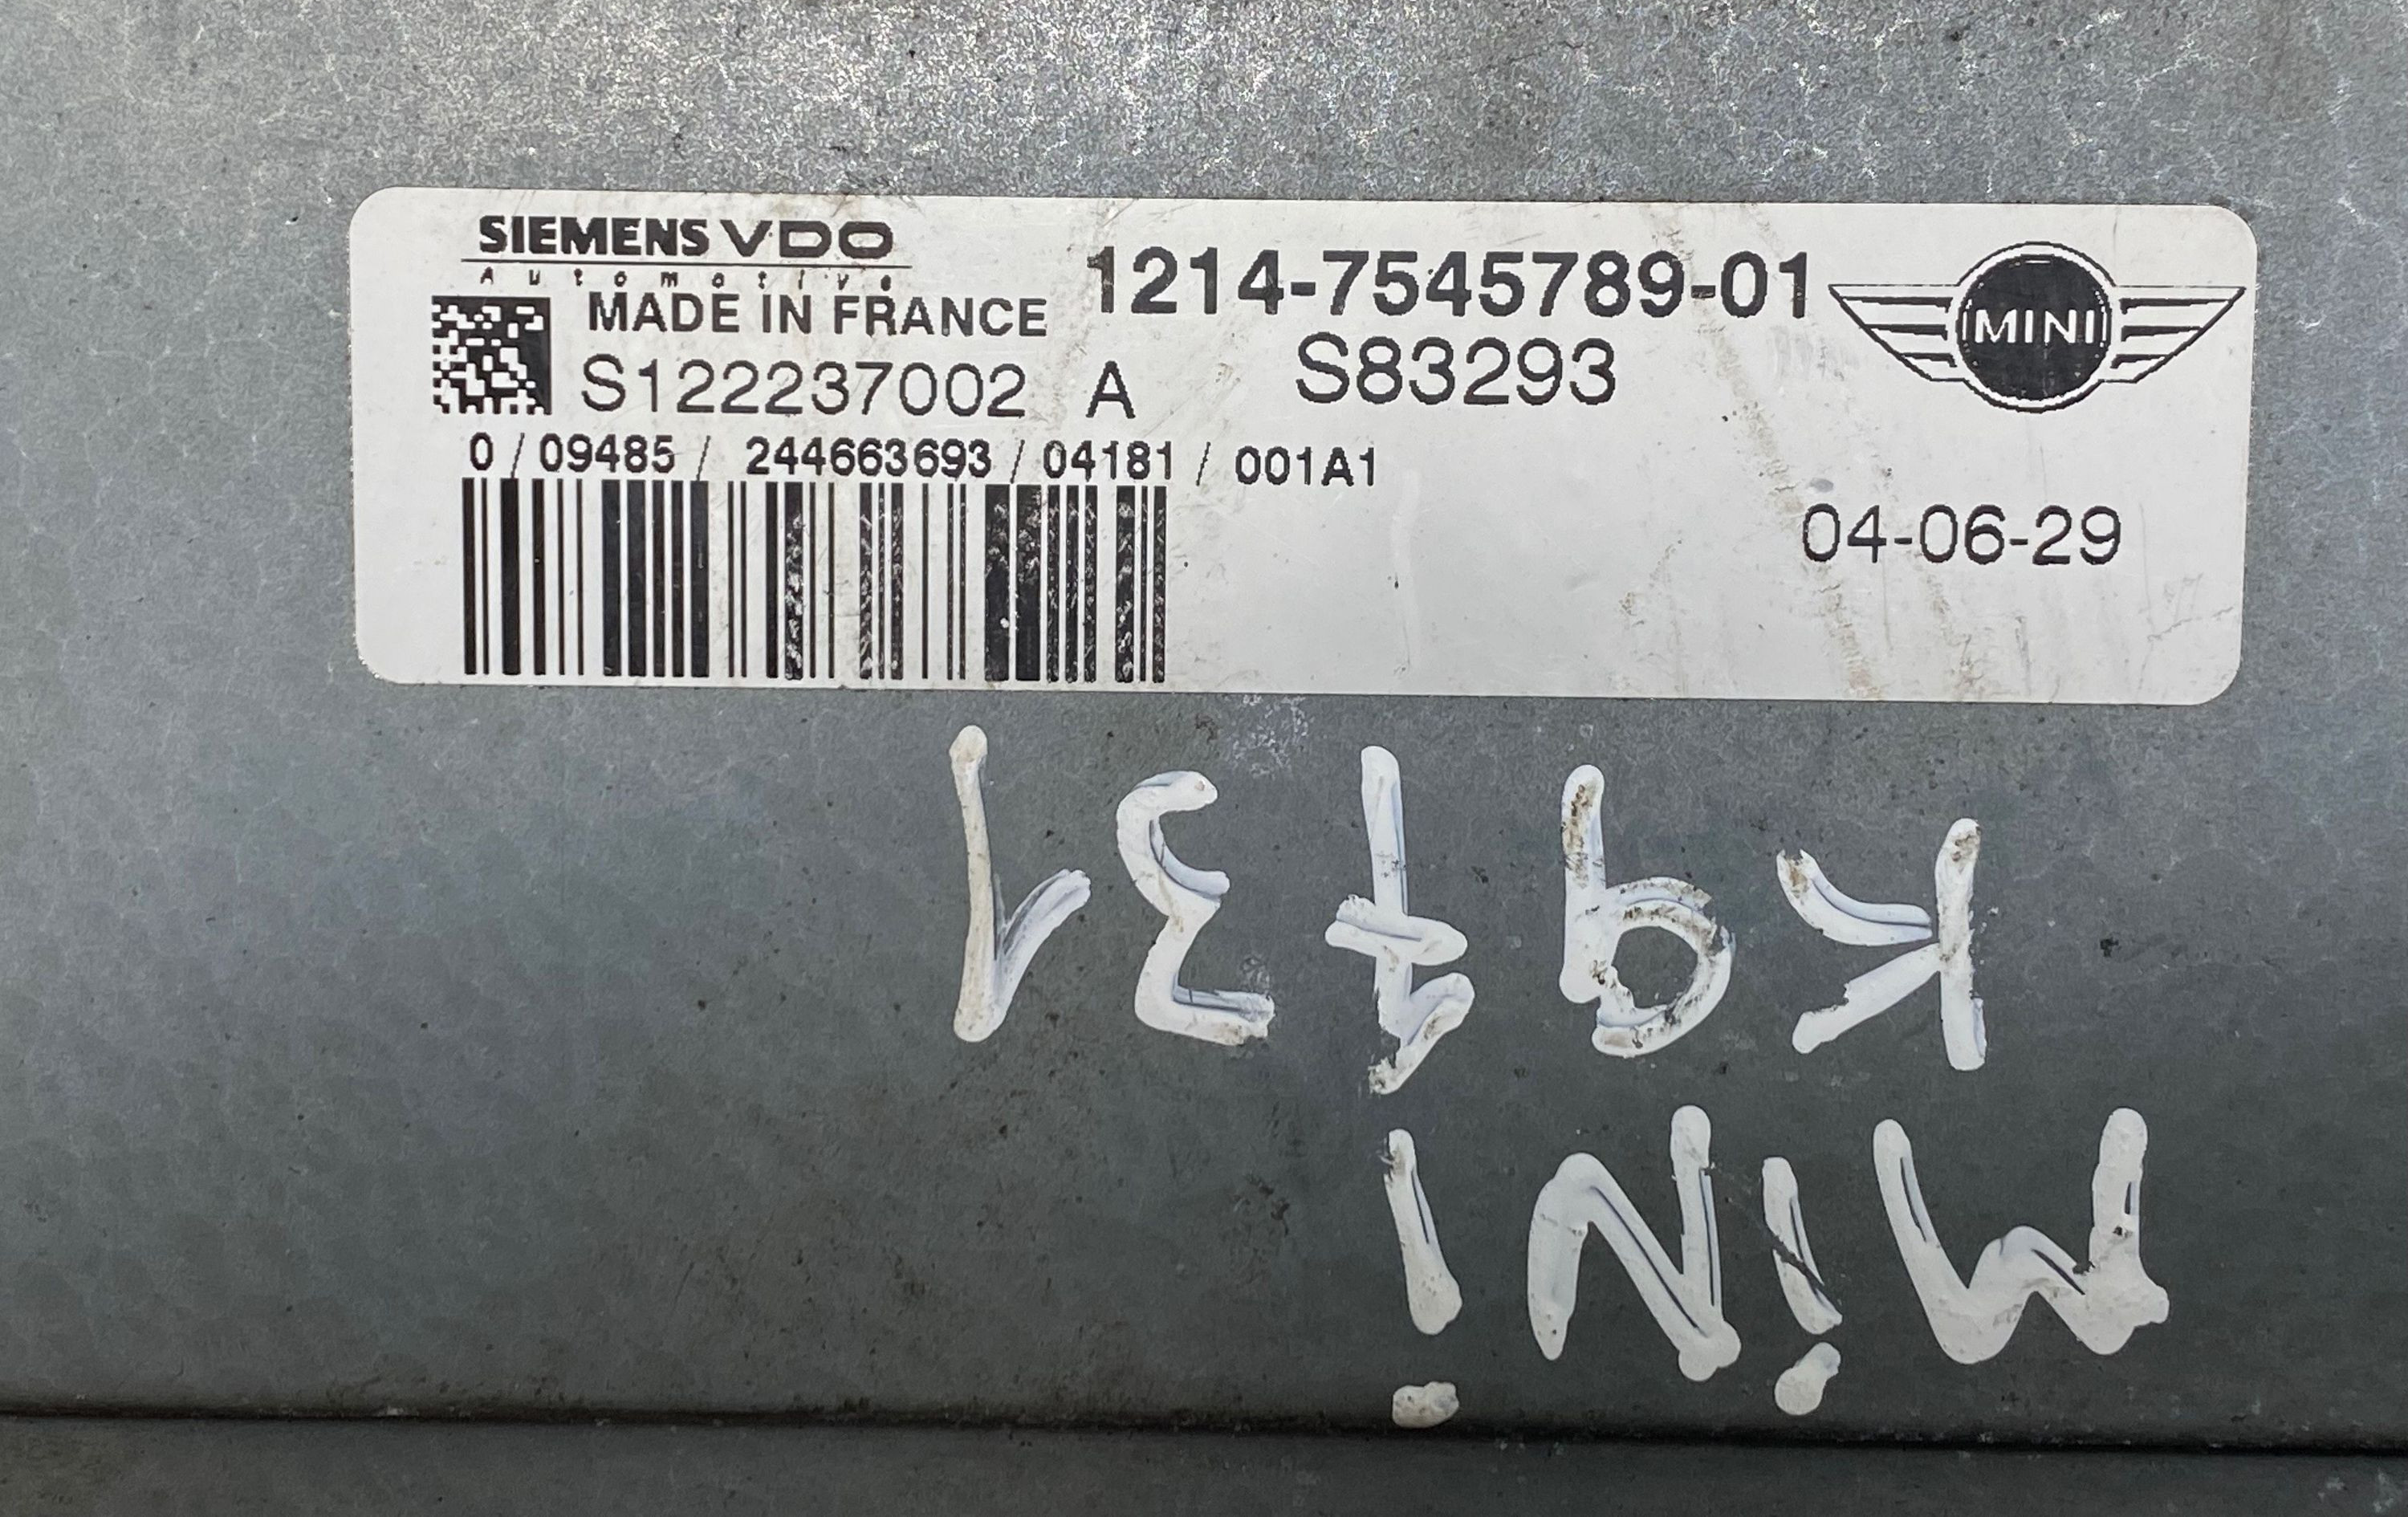 SIEMENS VDO
Automotive
MADE IN FRANCE
1214-7545789-01
MINI
S122237002 A
S83293
0 / 09485 / 244663693 / 04181 / 001A1
04-06-29
MiNi
K9731